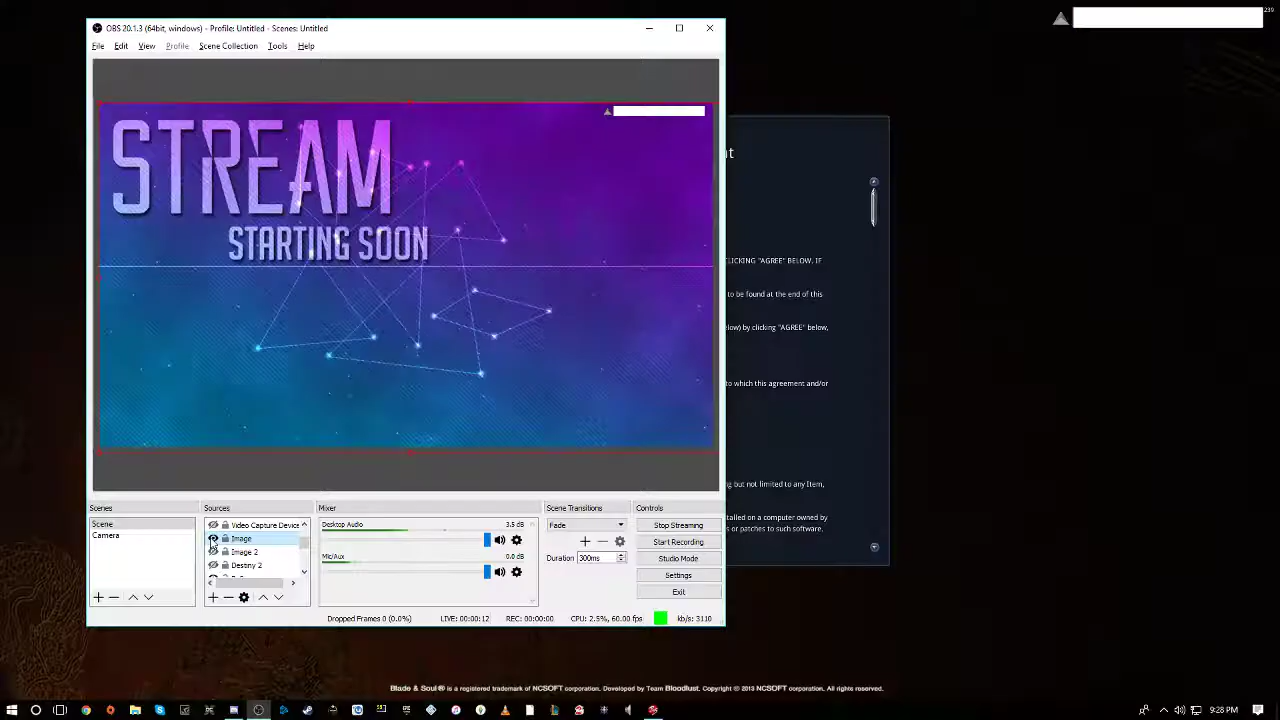 OBS 20.1.3 (64bit, windows) - Profile: Untitled - Scenes: Untitled
File Edit View Profile Scene Collection Tools Help
239
STREAM
STARTING SOON
CLICKING "AGREE" BELOW, IF
to be found at the end of this
elow) by clicking "AGREE" below,
to which this agreement and/or
ng but not limited to any Item,
stalled on a computer owned by
s or patches to such software.
Scenes
Scene
Camera
Sources
Video Capture Device
Image
Image 2
Destiny 2
Mixer
Desktop Audio 3.5 dB
Mic/Aux 0.0 dB
Scene Transitions
Fade
Duration 300ms
Controls
Stop Streaming
Start Recording
Studio Mode
Settings
Exit
Dropped Frames 0 (0.0%) LIVE: 00:00:12 REC: 00:00:00 CPU: 2.5%, 60.00 fps kb/s: 3110
Blade & Soul® is a registered trademark of NCSOFT corporation. Developed by Team Bloodlust. Copyright © 2013 NCSOFT corporation. All rights reserved.
9:28 PM